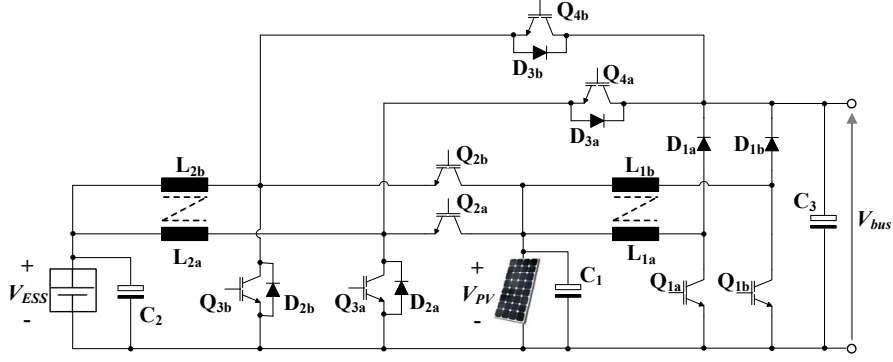 Q4b
D3b
Q4a
D3a
D1a
D1b
L2b
Q2b
L1b
C3
Vbus
Q2a
L2a
L1a
+
VESS
-
C2
Q3b
D2b
Q3a
D2a
+
VPV
-
C1
Q1a
Q1b